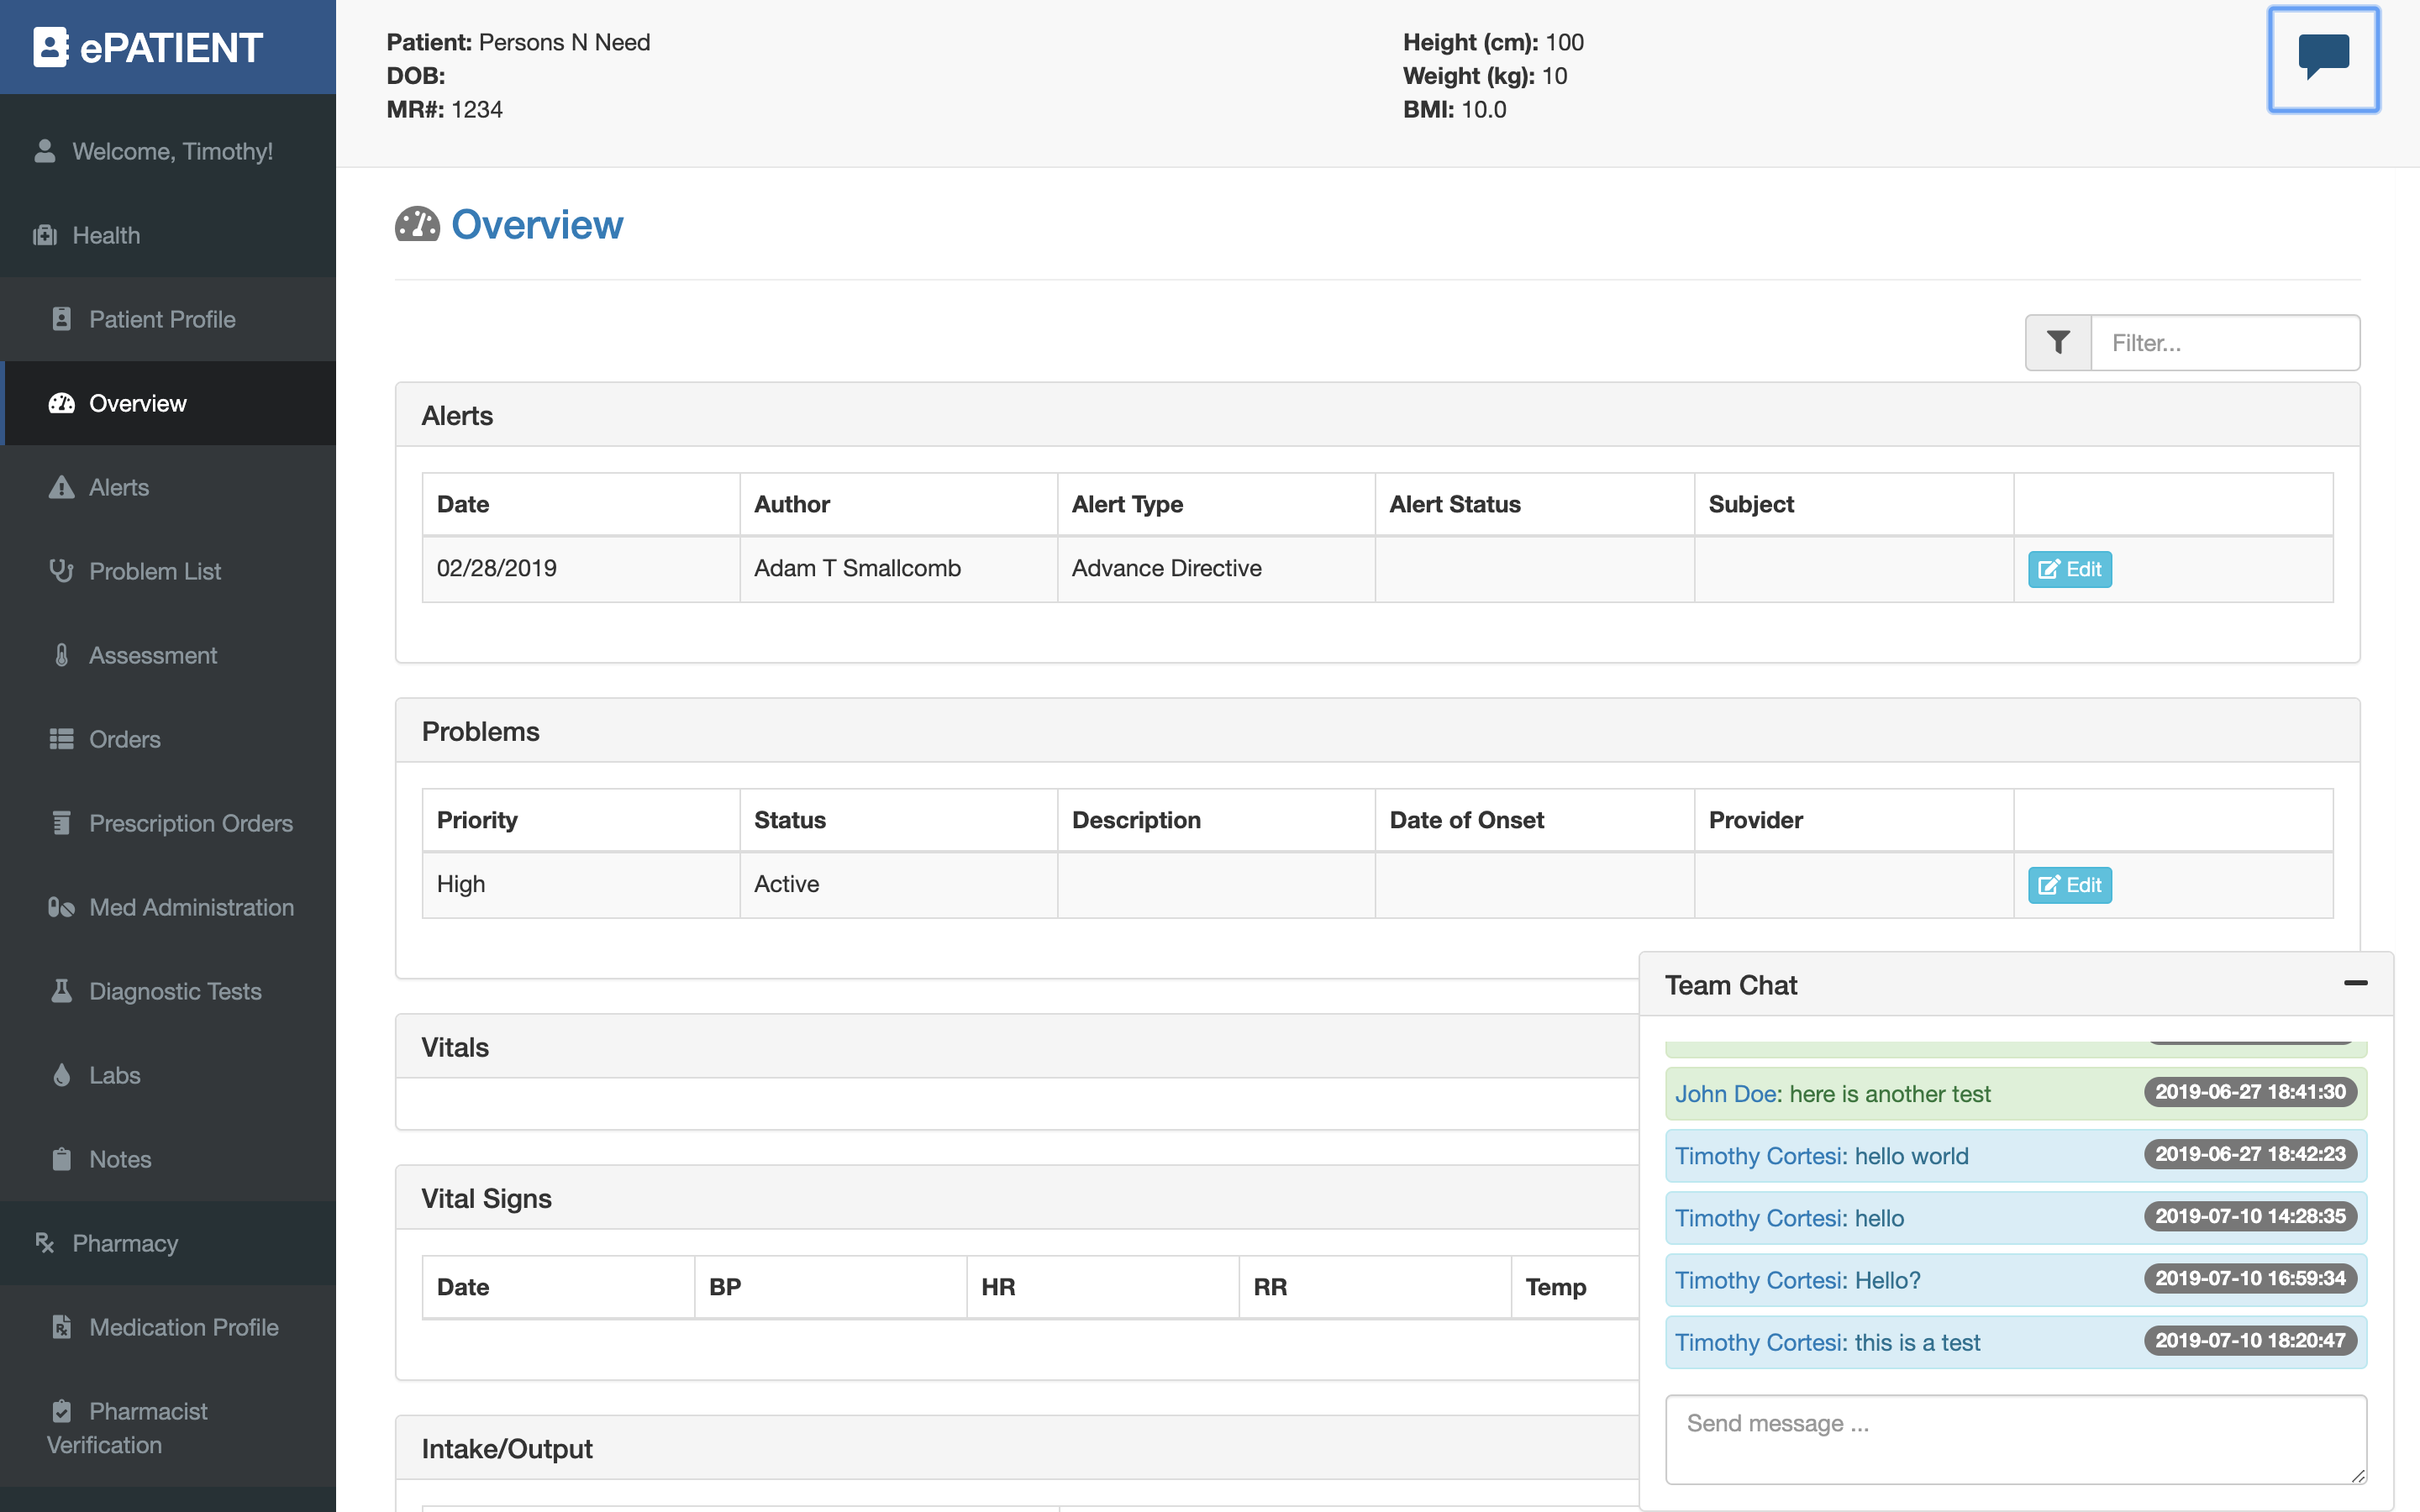 ePATIENT
Welcome, Timothy!
Health
Patient Profile
Overview
Alerts
Problem List
Assessment
Orders
Prescription Orders
Med Administration
Diagnostic Tests
Labs
Notes
Pharmacy
Medication Profile
Pharmacist
Verification
Patient: Persons N Need
DOB:
MR#: 1234
Height (cm): 100
Weight (kg): 10
BMI: 10.0
Overview
Filter...
Alerts
Date Author Alert Type Alert Status Subject
02/28/2019 Adam T Smallcomb Advance Directive Edit
Problems
Priority Status Description Date of Onset Provider
High Active Edit
Vitals
Vital Signs
Date BP HR RR Temp
Intake/Output
Team Chat
John Doe: here is another test 2019-06-27 18:41:30
Timothy Cortesi: hello world 2019-06-27 18:42:23
Timothy Cortesi: hello 2019-07-10 14:28:35
Timothy Cortesi: Hello? 2019-07-10 16:59:34
Timothy Cortesi: this is a test 2019-07-10 18:20:47
Send message ...